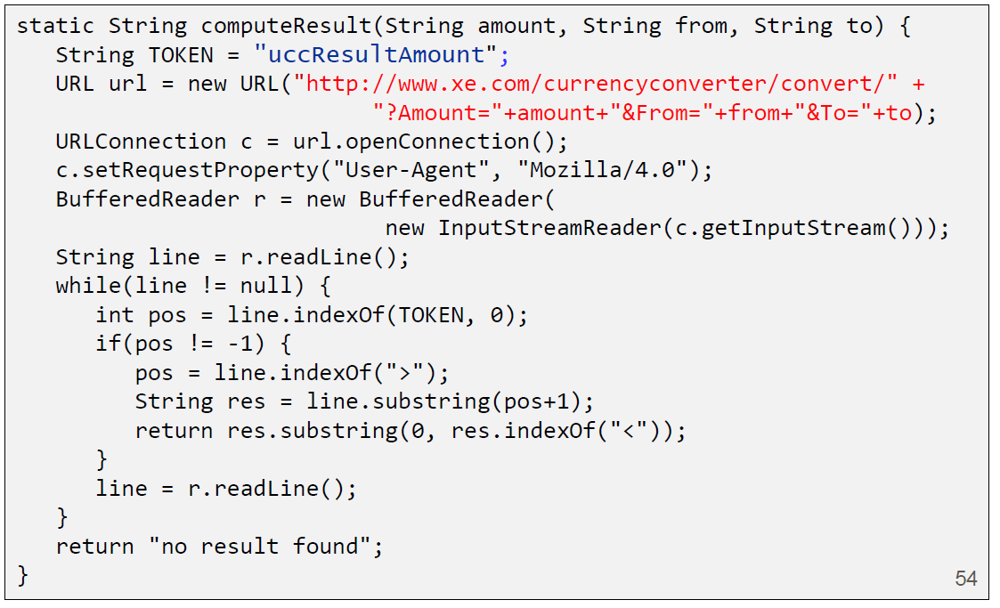 static String computeResult(String amount, String from, String to) {
   String TOKEN = "uccResultAmount";
   URL url = new URL("http://www.xe.com/currencyconverter/convert/" +
                           "?Amount="+amount+"&From="+from+"&To="+to);
   URLConnection c = url.openConnection();
   c.setRequestProperty("User-Agent", "Mozilla/4.0");
   BufferedReader r = new BufferedReader(
                            new InputStreamReader(c.getInputStream()));
   String line = r.readLine();
   while(line != null) {
      int pos = line.indexOf(TOKEN, 0);
      if(pos != -1) {
         pos = line.indexOf(">");
         String res = line.substring(pos+1);
         return res.substring(0, res.indexOf("<"));
      }
      line = r.readLine();
   }
   return "no result found";
}
54